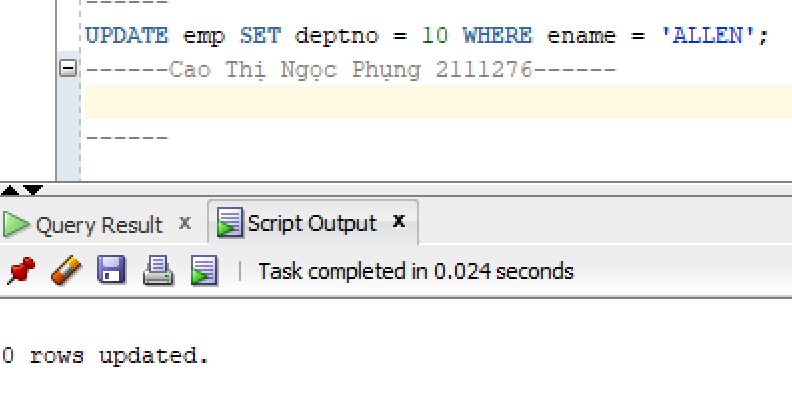 ------
UPDATE emp SET deptno = 10 WHERE ename = 'ALLEN';
------Cao Thị Ngọc Phụng 2111276------
------
Query Result x Script Output x
Task completed in 0.024 seconds
0 rows updated.